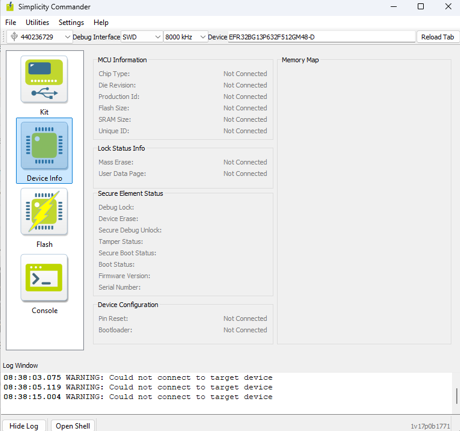 Simplicity Commander
File Utilities Settings Help
440236729 Debug Interface SWD 8000 kHz Device EFR32BG13P632F512GM48-D Reload Tab
Kit
Device Info
Flash
Console
MCU Information
Chip Type: Not Connected
Die Revision: Not Connected
Production Id: Not Connected
Flash Size: Not Connected
SRAM Size: Not Connected
Unique ID: Not Connected
Lock Status Info
Mass Erase: Not Connected
User Data Page: Not Connected
Secure Element Status
Debug Lock:
Device Erase:
Secure Debug Unlock:
Tamper Status:
Secure Boot Status:
Boot Status:
Firmware Version:
Serial Number:
Device Configuration
Pin Reset: Not Connected
Bootloader: Not Connected
Memory Map
Log Window
08:38:03.075 WARNING: Could not connect to target device
08:38:05.119 WARNING: Could not connect to target device
08:38:15.004 WARNING: Could not connect to target device
Hide Log Open Shell 1v17p0b1771